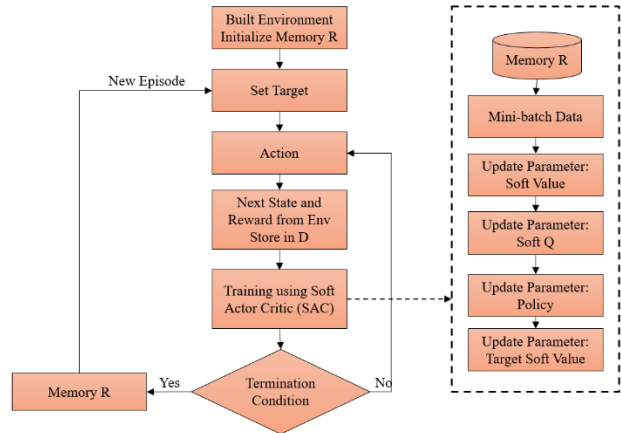 Built Environment
Initialize Memory R
New Episode
Set Target
Action
Next State and
Reward from Env
Store in D
Training using Soft
Actor Critic (SAC)
Termination
Condition
Yes
No
Memory R
Memory R
Mini-batch Data
Update Parameter:
Soft Value
Update Parameter:
Soft Q
Update Parameter:
Policy
Update Parameter:
Target Soft Value